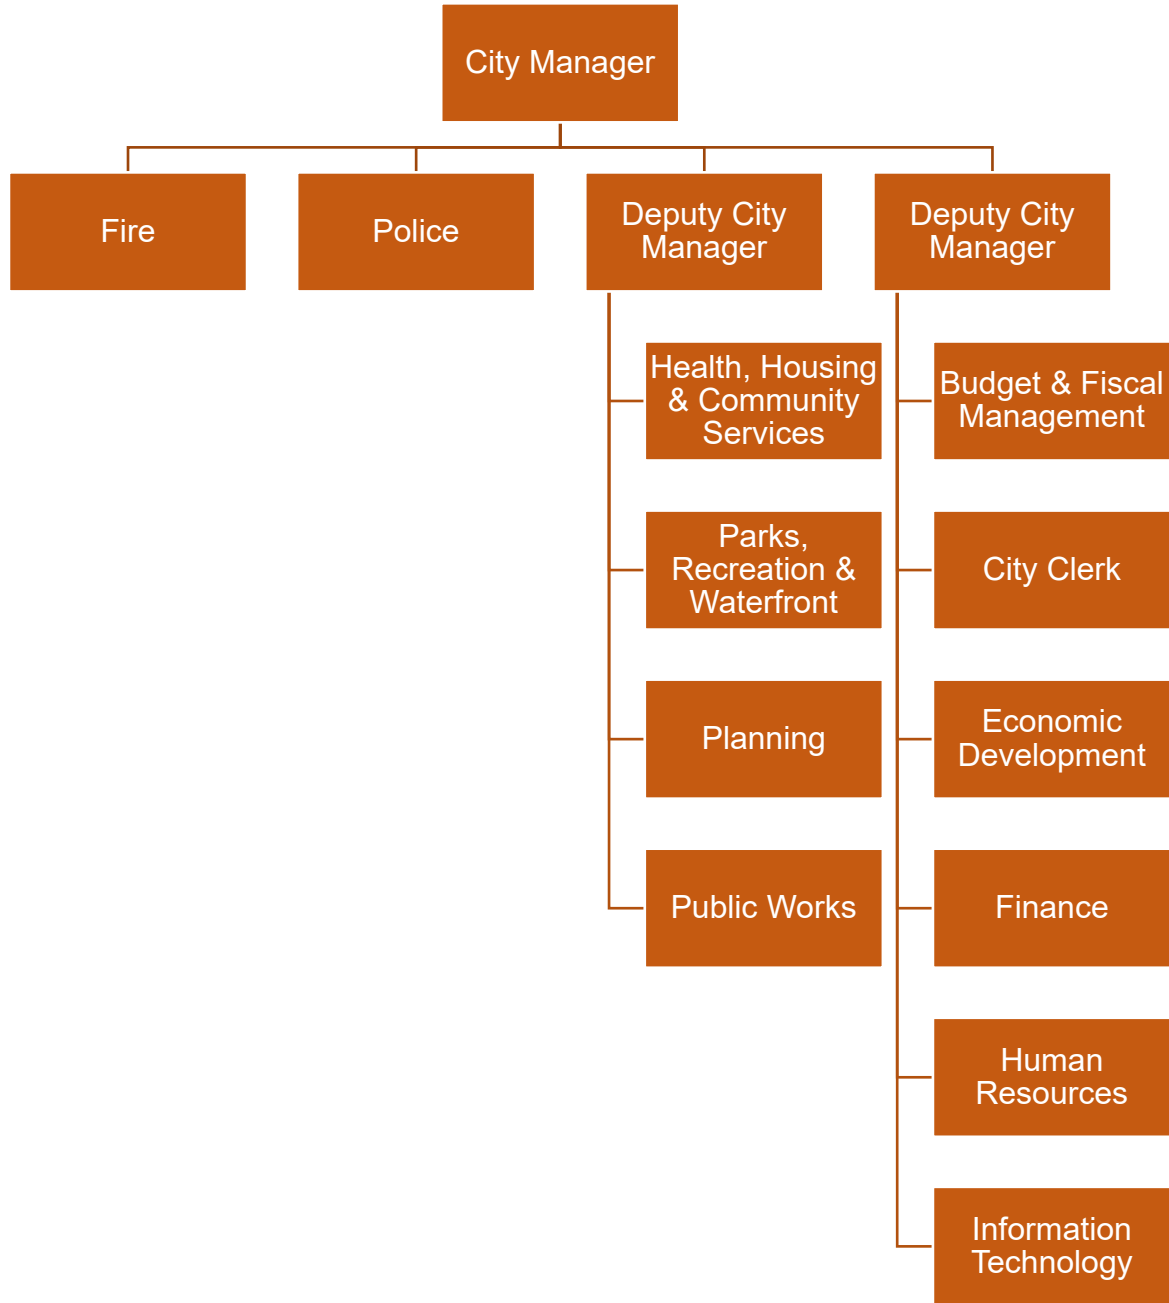 City Manager
Fire
Police
Deputy City
Manager
Deputy City
Manager
Health, Housing
& Community
Services
Parks,
Recreation &
Waterfront
Planning
Public Works
Budget & Fiscal
Management
City Clerk
Economic
Development
Finance
Human
Resources
Information
Technology